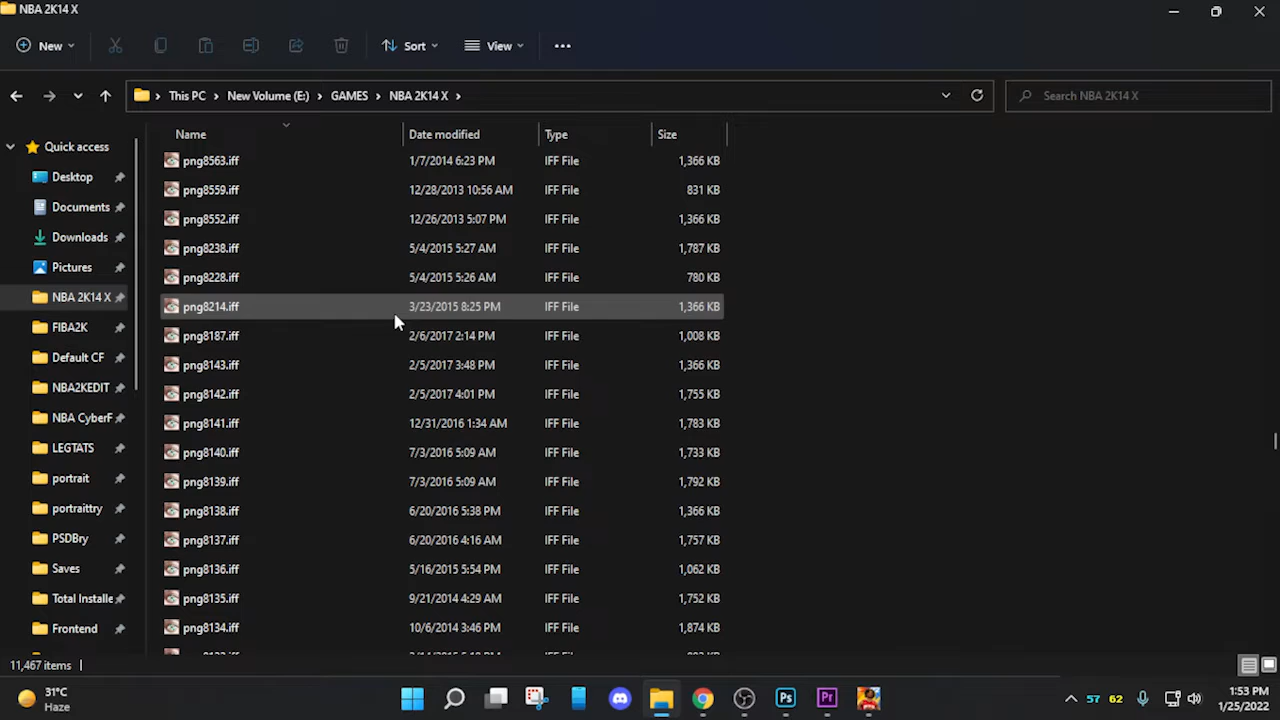 NBA 2K14 X
New
Sort
View
This PC > New Volume (E:) > GAMES > NBA 2K14 X >
Search NBA 2K14 X
Name Date modified Type Size
Quick access
Desktop
Documents
Downloads
Pictures
NBA 2K14 X
FIBA2K
Default CF
NBA2KEDIT
NBA CyberF
LEGTATS
portrait
portraittry
PSDBry
Saves
Total Installe
Frontend
png8563.iff 1/7/2014 6:23 PM IFF File 1,366 KB
png8559.iff 12/28/2013 10:56 AM IFF File 831 KB
png8552.iff 12/26/2013 5:07 PM IFF File 1,366 KB
png8238.iff 5/4/2015 5:27 AM IFF File 1,787 KB
png8228.iff 5/4/2015 5:26 AM IFF File 780 KB
png8214.iff 3/23/2015 8:25 PM IFF File 1,366 KB
png8187.iff 2/6/2017 2:14 PM IFF File 1,008 KB
png8143.iff 2/5/2017 3:48 PM IFF File 1,366 KB
png8142.iff 2/5/2017 4:01 PM IFF File 1,755 KB
png8141.iff 12/31/2016 1:34 AM IFF File 1,783 KB
png8140.iff 7/3/2016 5:09 AM IFF File 1,733 KB
png8139.iff 7/3/2016 5:09 AM IFF File 1,792 KB
png8138.iff 6/20/2016 5:38 PM IFF File 1,366 KB
png8137.iff 6/20/2016 4:16 AM IFF File 1,757 KB
png8136.iff 5/16/2015 5:54 PM IFF File 1,062 KB
png8135.iff 9/21/2014 4:29 AM IFF File 1,752 KB
png8134.iff 10/6/2014 3:46 PM IFF File 1,874 KB
11,467 items
31°C
Haze
Ps
Pr
57 62
1:53 PM
1/25/2022